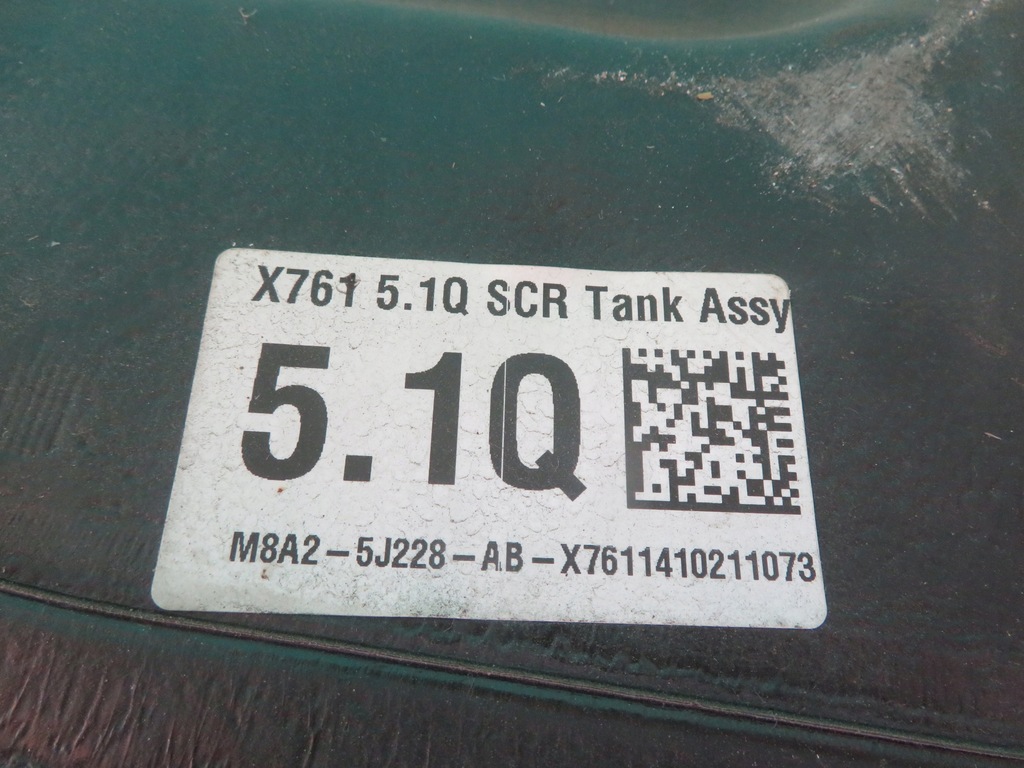 X761 5.1Q SCR Tank Assy
5.1Q
M8A2-5J228-AB-X7611410211073